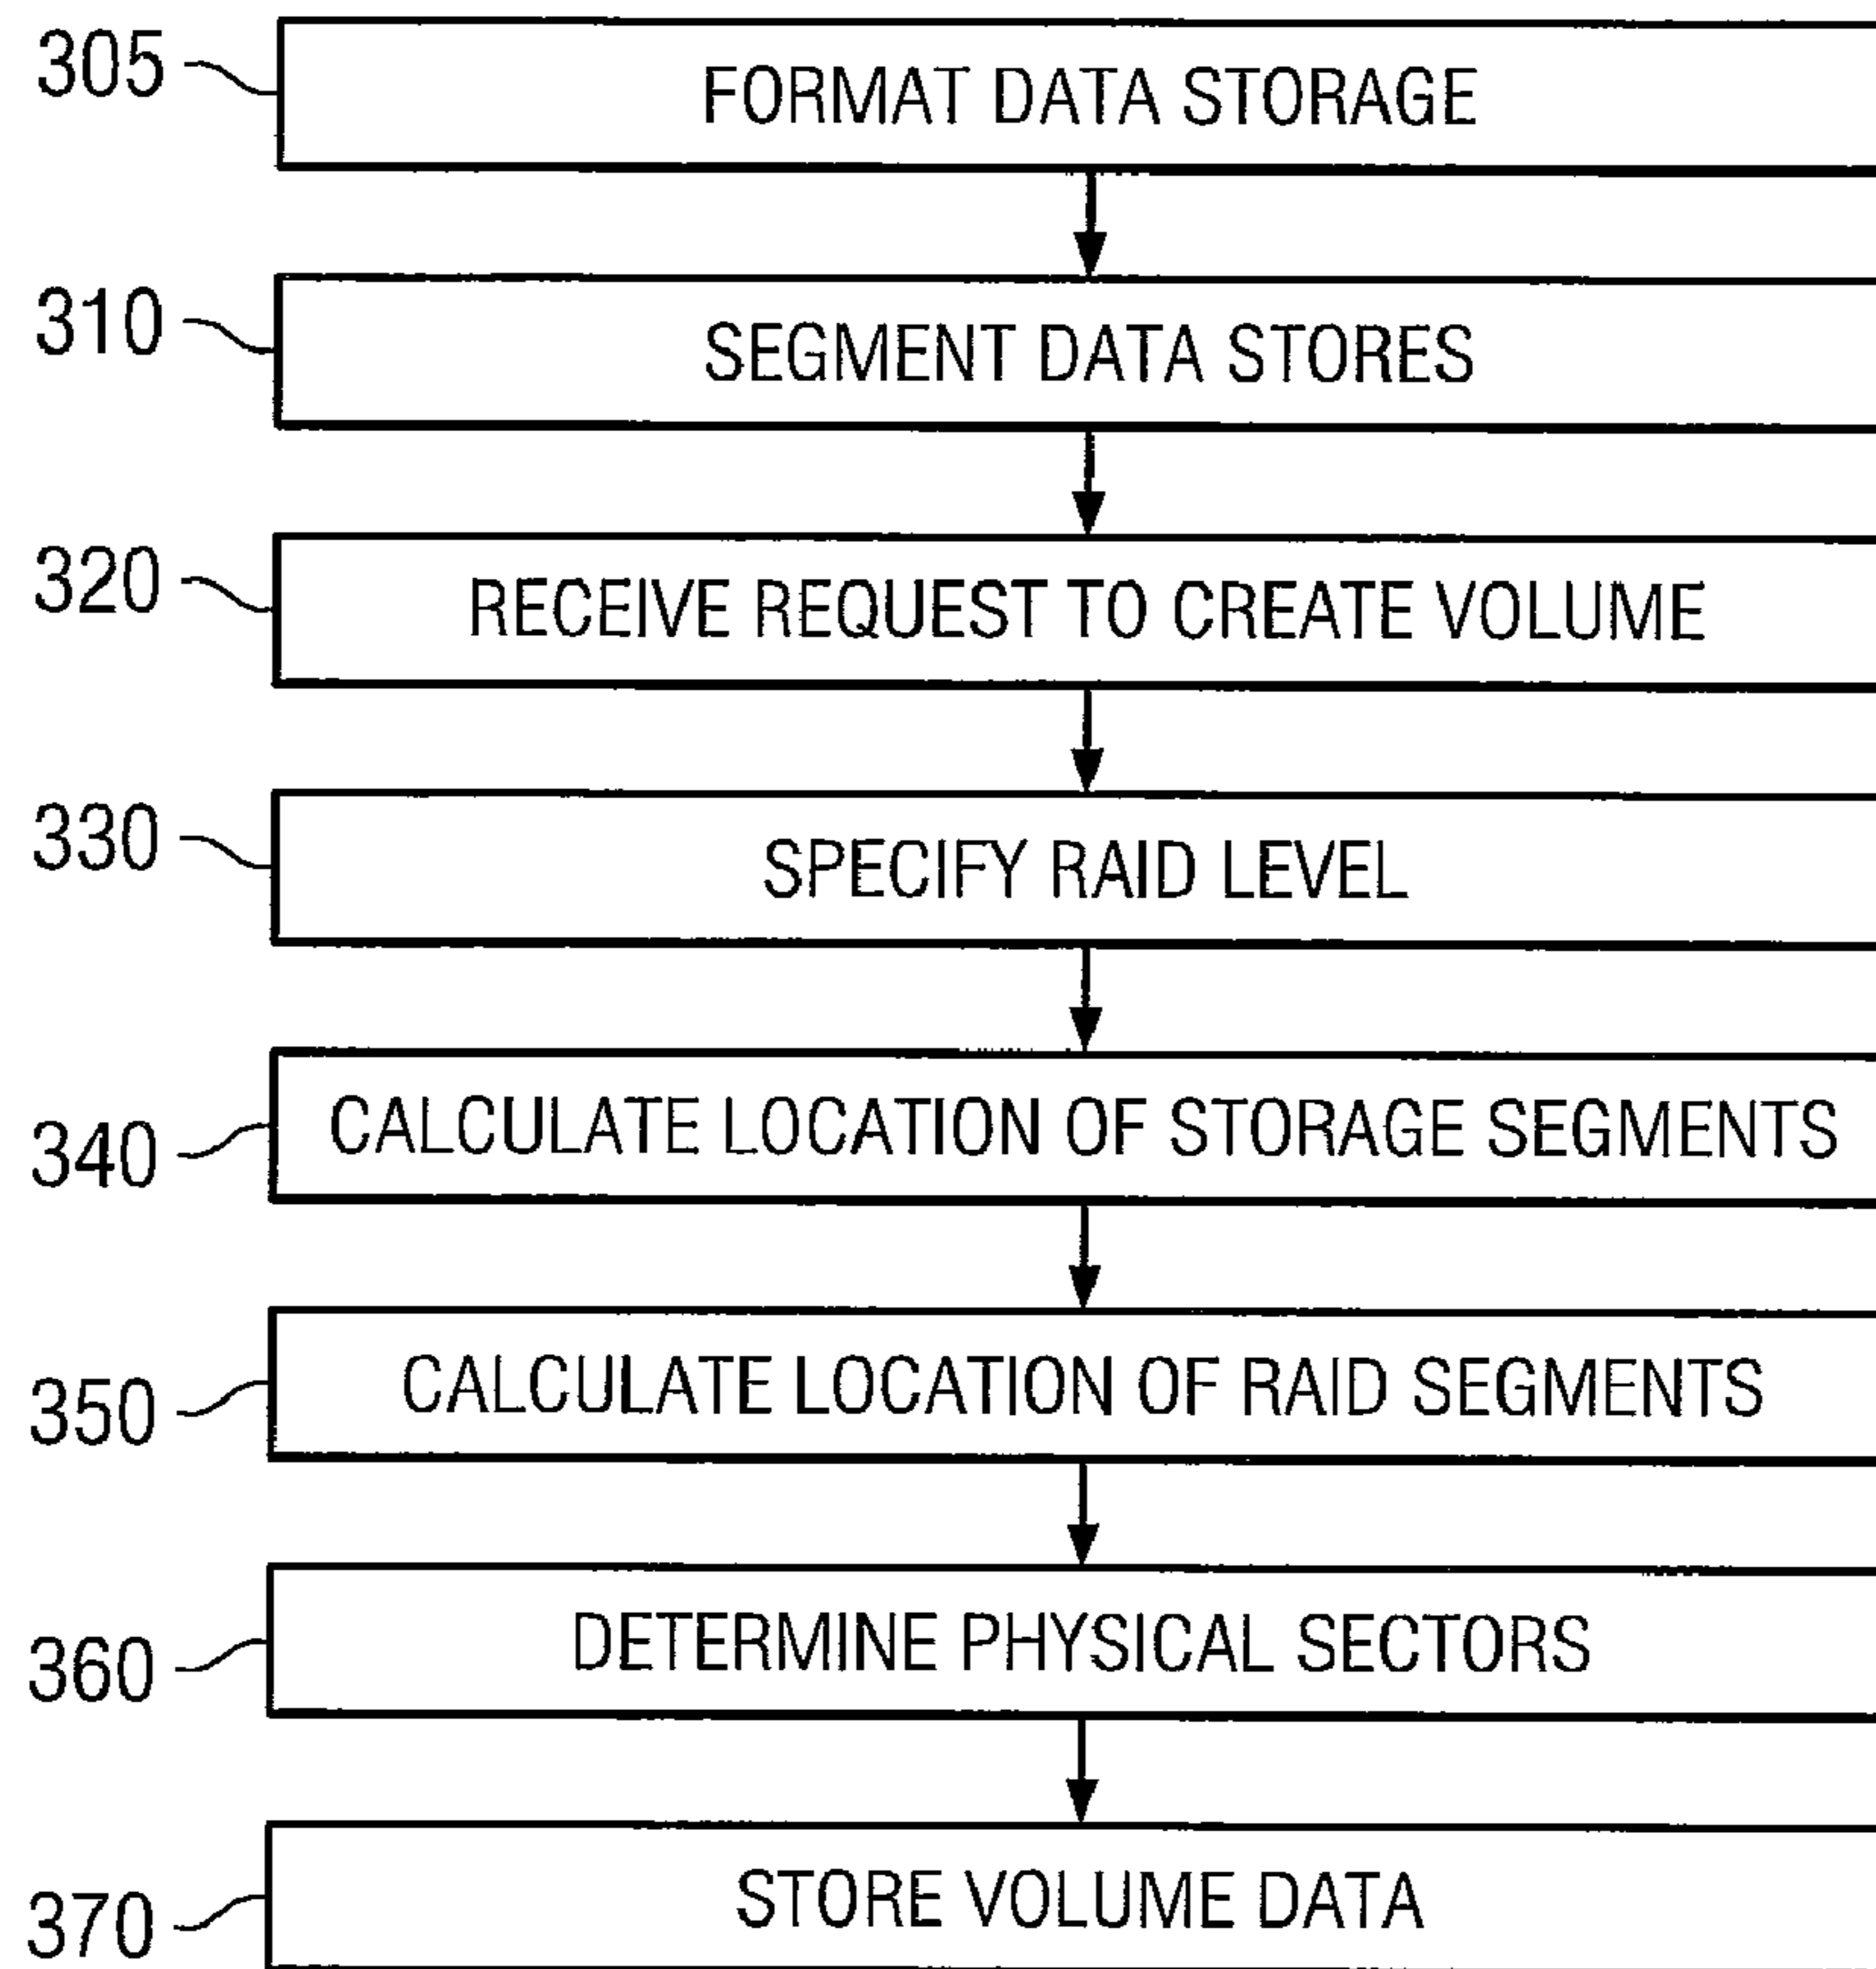 305 FORMAT DATA STORAGE
310 SEGMENT DATA STORES
320 RECEIVE REQUEST TO CREATE VOLUME
330 SPECIFY RAID LEVEL
340 CALCULATE LOCATION OF STORAGE SEGMENTS
350 CALCULATE LOCATION OF RAID SEGMENTS
360 DETERMINE PHYSICAL SECTORS
370 STORE VOLUME DATA